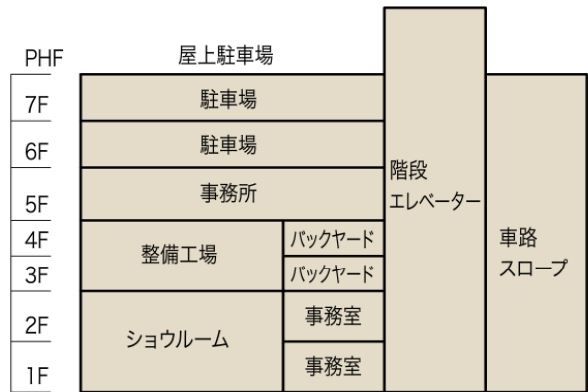 PHF
屋上駐車場
7F
駐車場
6F
駐車場
5F
事務所
階段
エレベーター
4F
整備工場
バックヤード
3F
バックヤード
車路
スロープ
2F
ショウルーム
事務室
1F
事務室